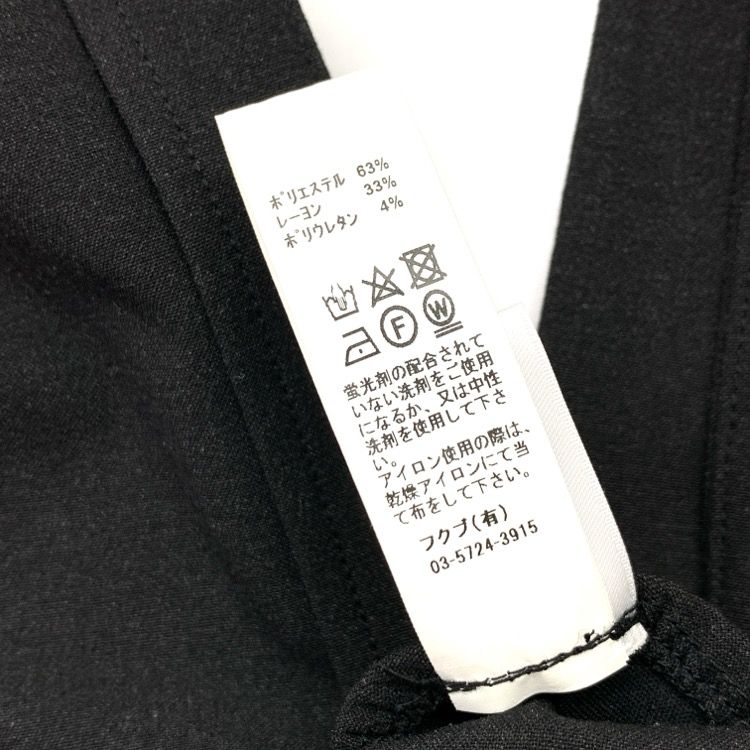 ポリエステル 63%
レーヨン 33%
ポリウレタン 4%
F W
蛍光剤の配合されて
いない洗剤をご使用
になるか、又は中性
洗剤を使用して下さ
い。
アイロン使用の際は、
乾燥アイロンにて当
て布をして下さい。
フクブ(有)
03-5724-3915